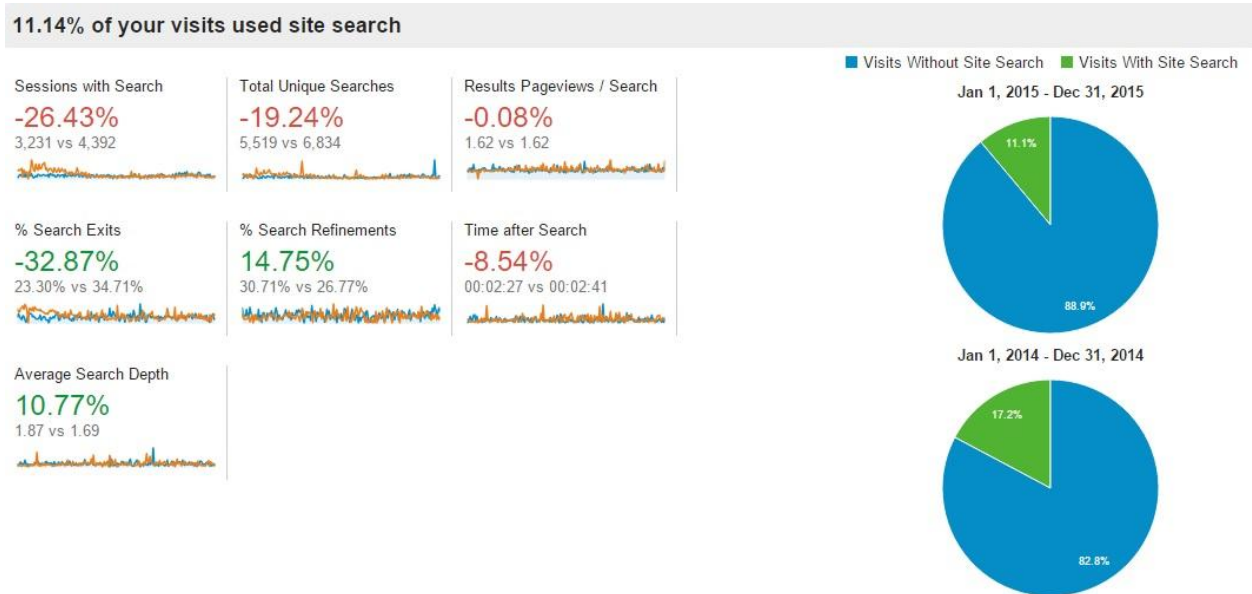 11.14% of your visits used site search
Visits Without Site Search Visits With Site Search
Sessions with Search
-26.43%
3,231 vs 4,392
Total Unique Searches
-19.24%
5,519 vs 6,834
Results Pageviews / Search
-0.08%
1.62 vs 1.62
% Search Exits
-32.87%
23.30% vs 34.71%
% Search Refinements
14.75%
30.71% vs 26.77%
Time after Search
-8.54%
00:02:27 vs 00:02:41
Average Search Depth
10.77%
1.87 vs 1.69
Jan 1, 2015 - Dec 31, 2015
11.1%
88.9%
Jan 1, 2014 - Dec 31, 2014
17.2%
82.8%